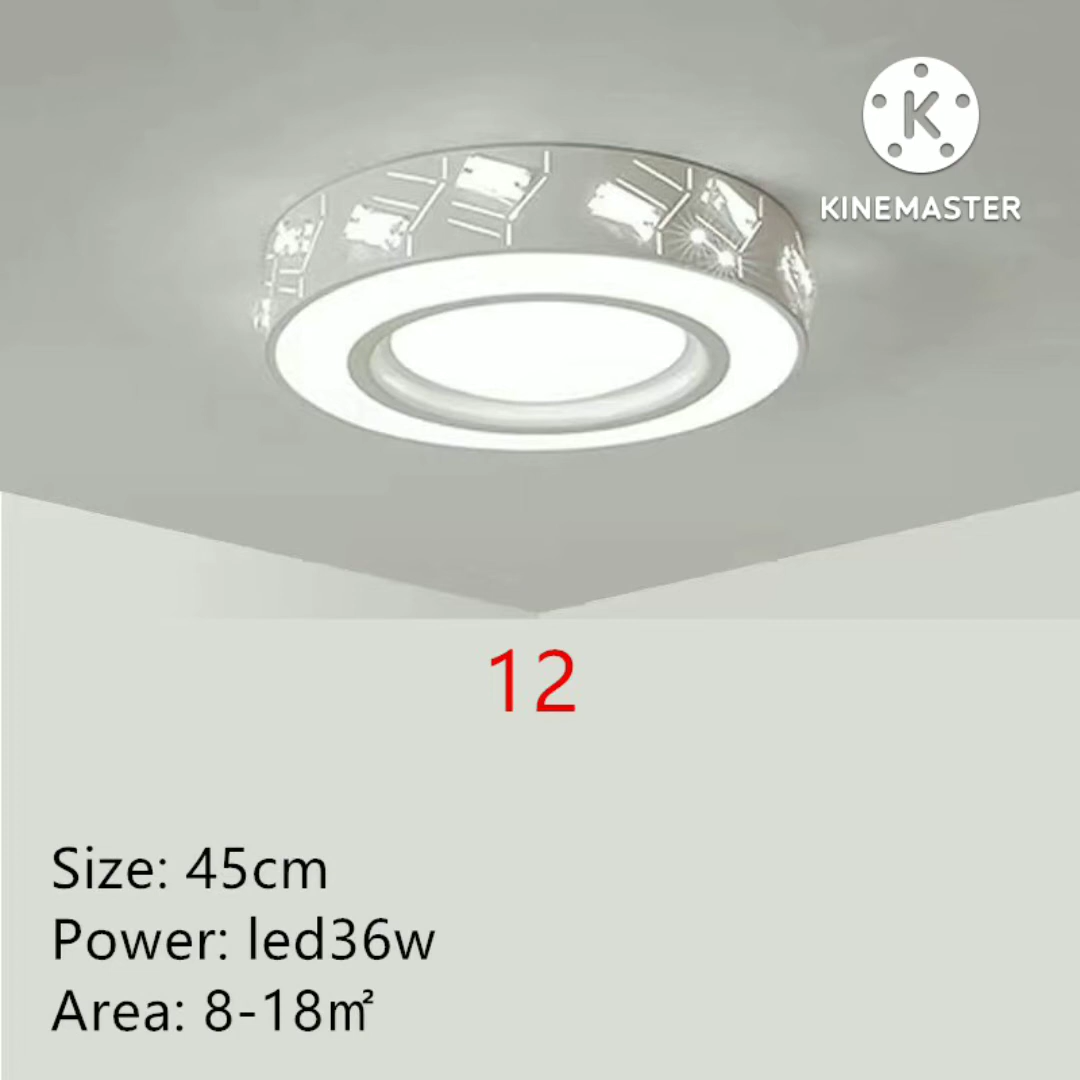 K
KINEMASTER
12
Size: 45cm
Power: led36w
Area: 8-18㎡